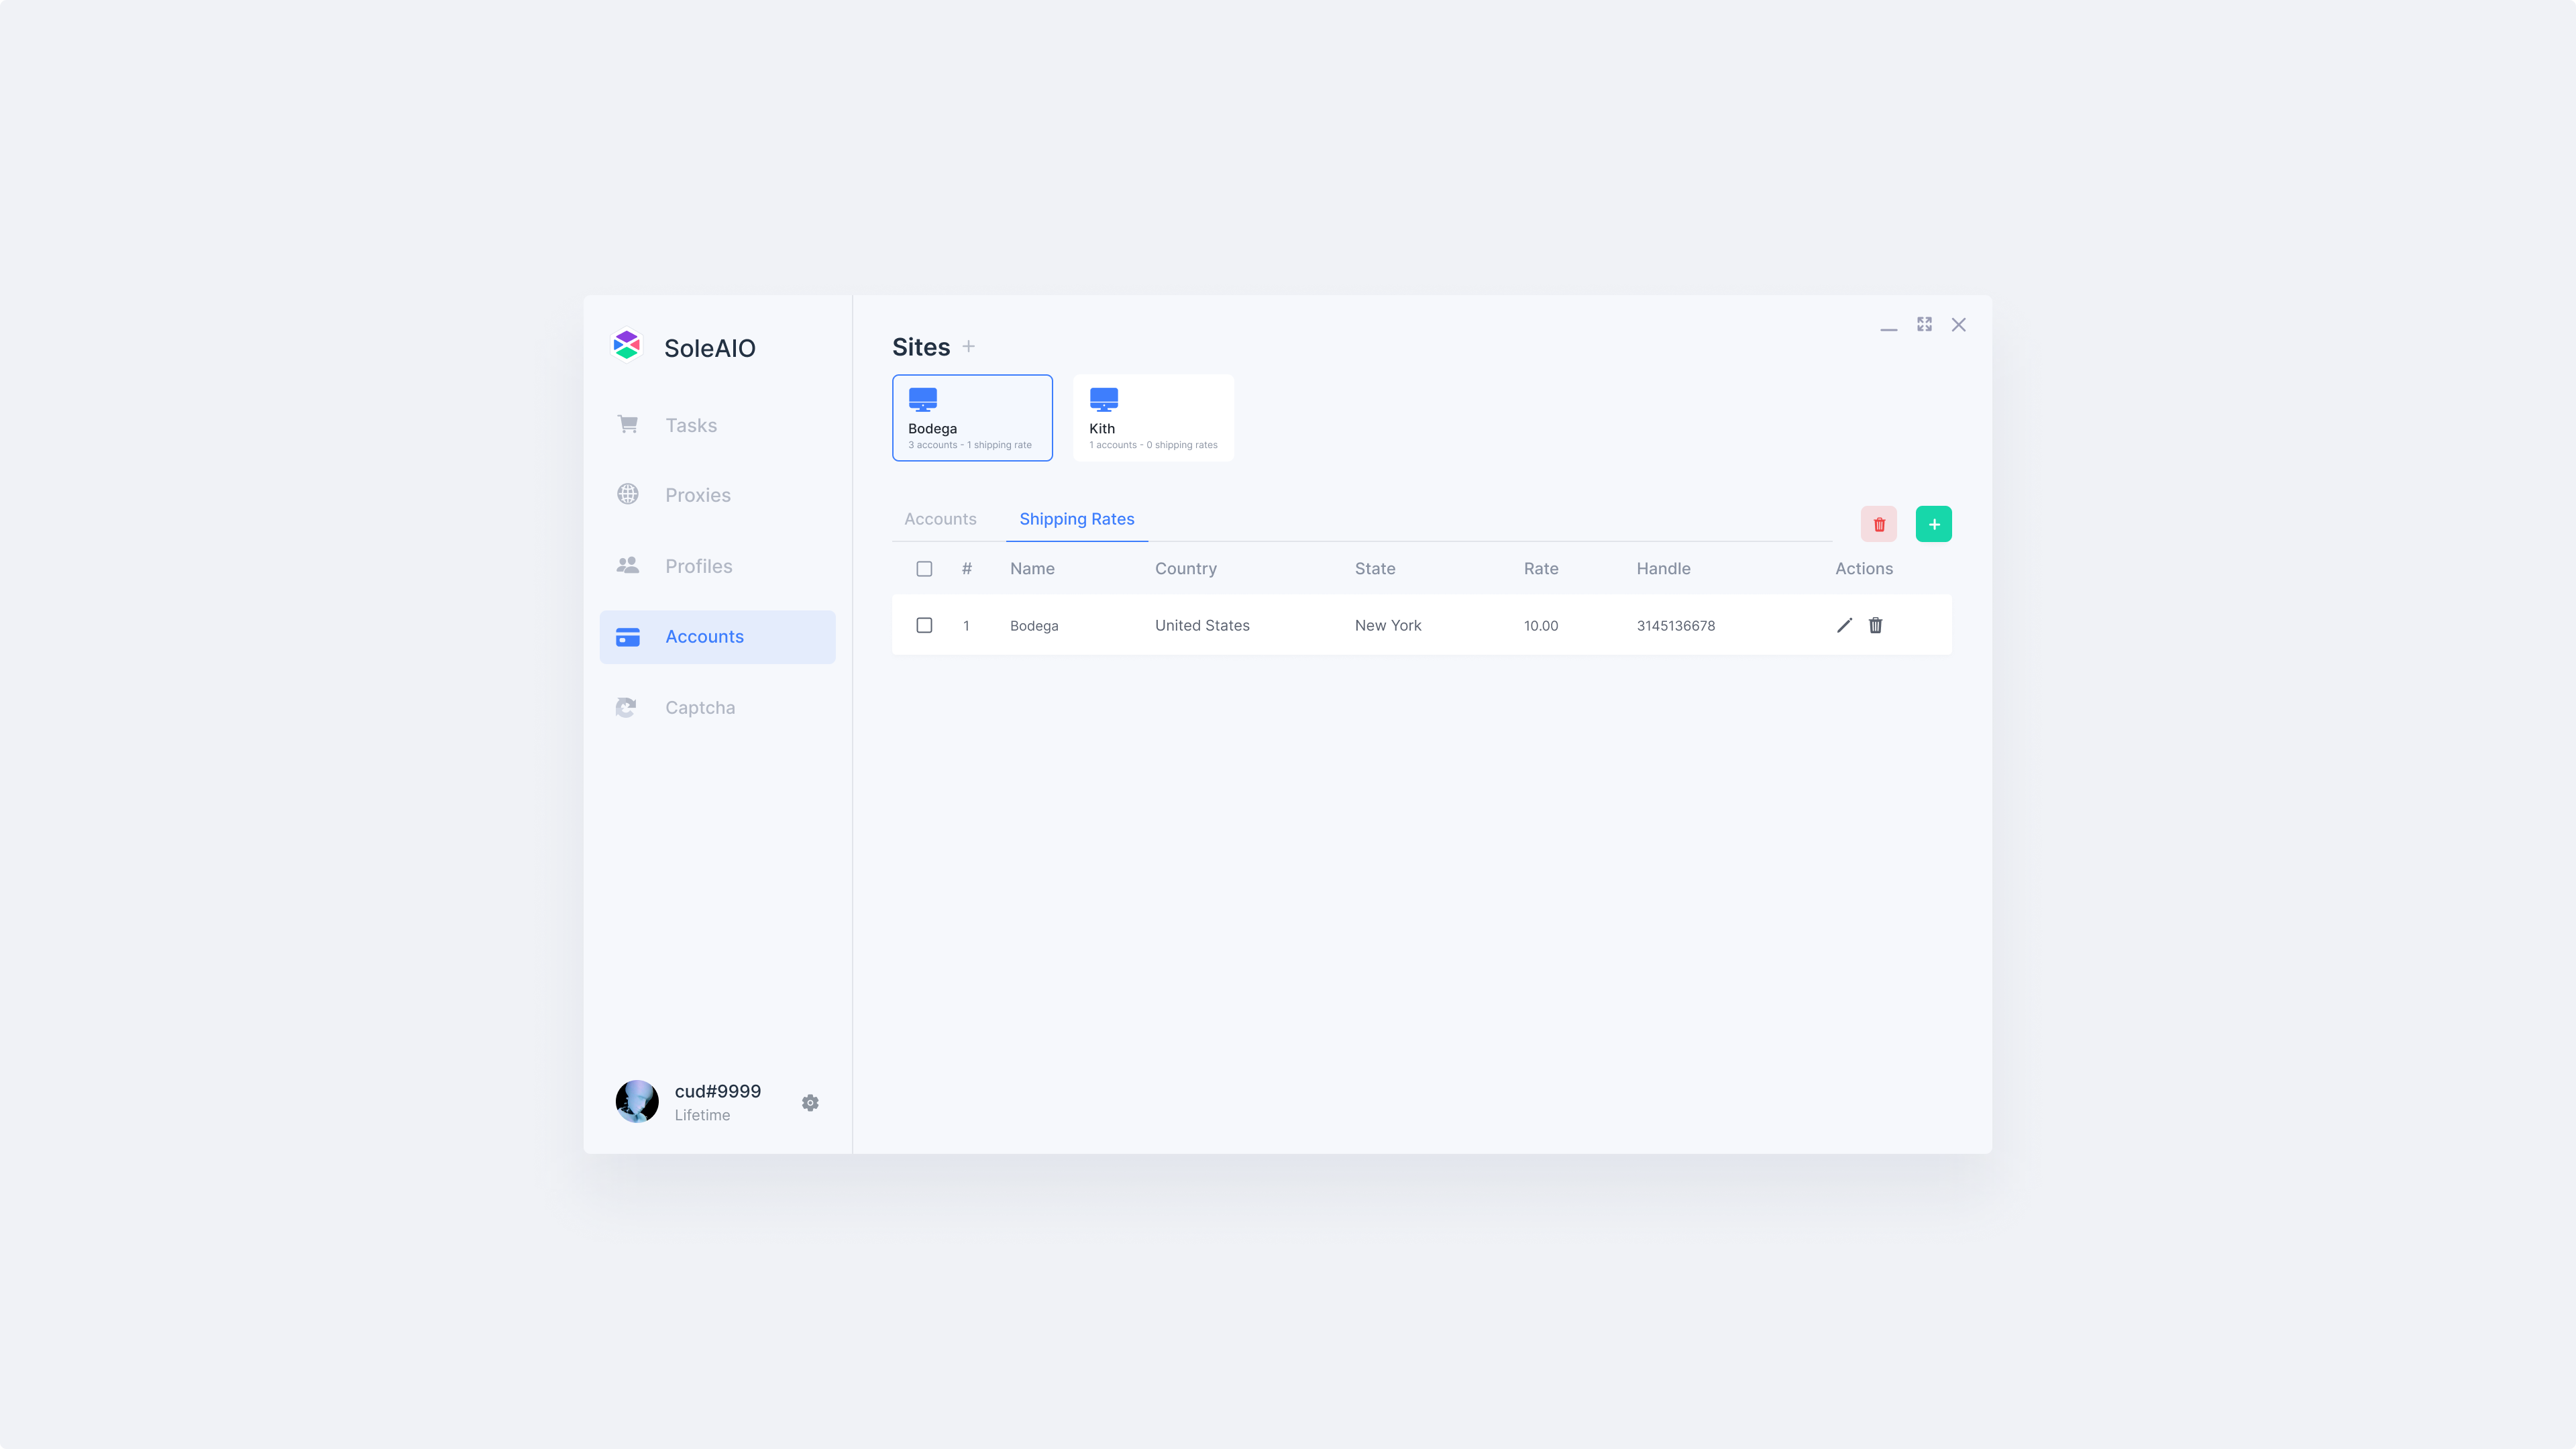 SoleAIO
Tasks
Proxies
Profiles
Accounts
Captcha
cud#9999
Lifetime
Sites +
Bodega
3 accounts - 1 shipping rate
Kith
1 accounts - 0 shipping rates
Accounts Shipping Rates
# Name Country State Rate Handle Actions
1 Bodega United States New York 10.00 3145136678